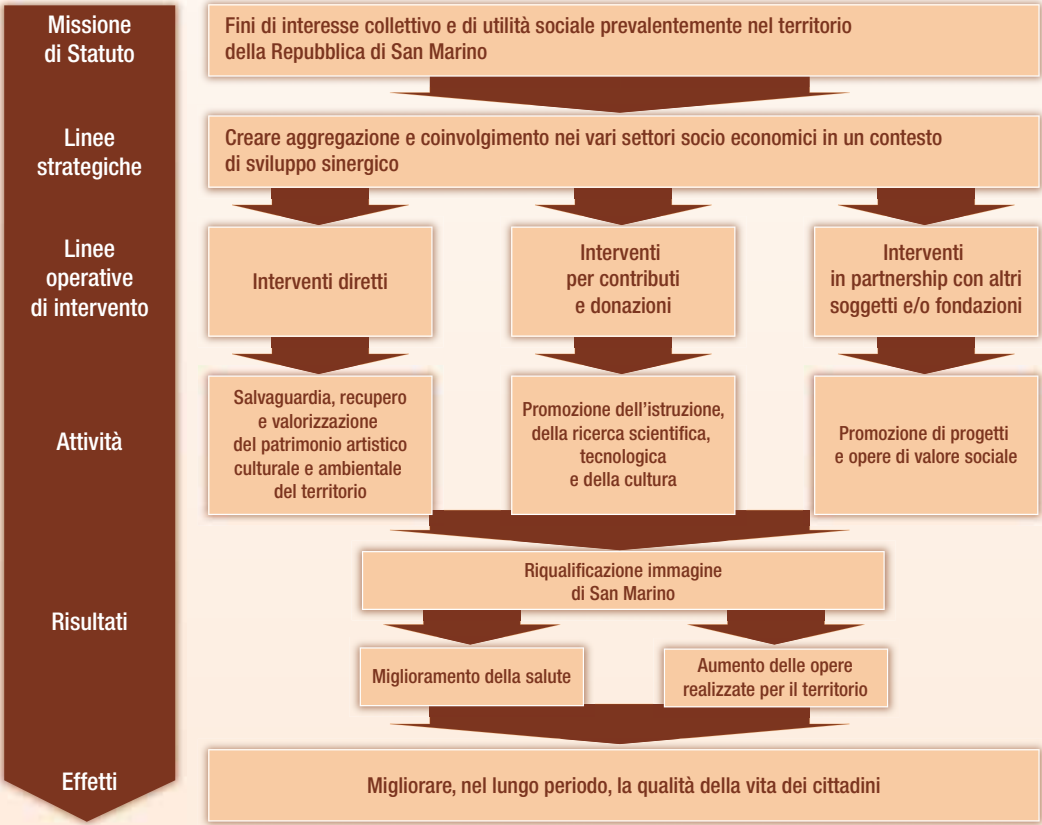 Missione
di Statuto
Fini di interesse collettivo e di utilità sociale prevalentemente nel territorio
della Repubblica di San Marino
Linee
strategiche
Creare aggregazione e coinvolgimento nei vari settori socio economici in un contesto
di sviluppo sinergico
Linee
operative
di intervento
Interventi diretti
Interventi
per contributi
e donazioni
Interventi
in partnership con altri
soggetti e/o fondazioni
Attività
Salvaguardia, recupero
e valorizzazione
del patrimonio artistico
culturale e ambientale
del territorio
Promozione dell’istruzione,
della ricerca scientifica,
tecnologica
e della cultura
Promozione di progetti
e opere di valore sociale
Risultati
Riqualificazione immagine
di San Marino
Miglioramento della salute
Aumento delle opere
realizzate per il territorio
Effetti
Migliorare, nel lungo periodo, la qualità della vita dei cittadini